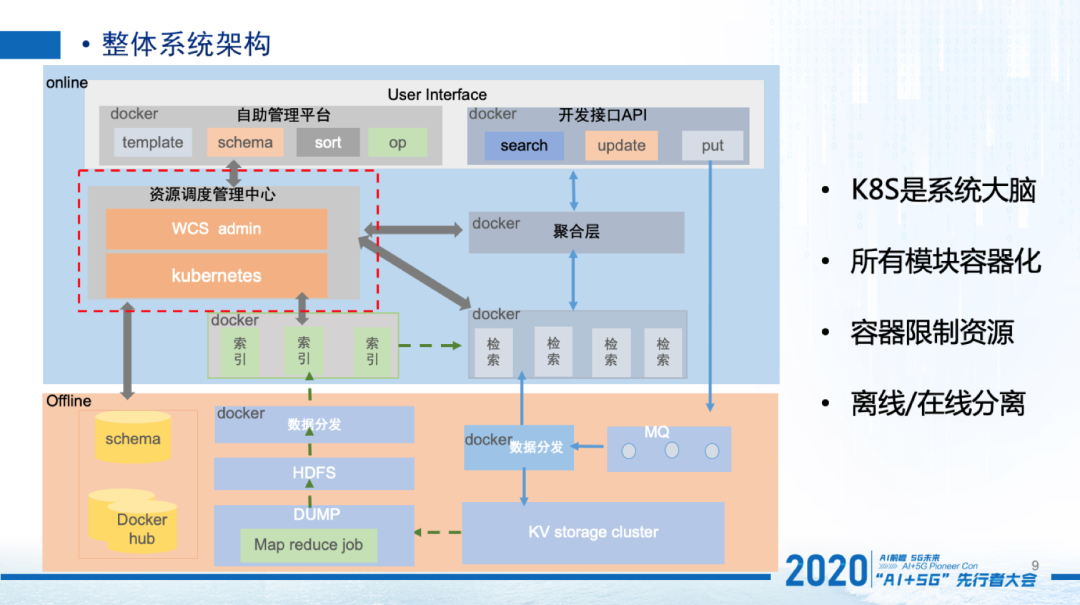 • 整体系统架构
online
User Interface
docker
自助管理平台
template
schema
sort
op
docker
开发接口API
search
update
put
资源调度管理中心
WCS admin
kubernetes
docker
聚合层
docker
索引
索引
索引
docker
检索
检索
检索
检索
Offline
schema
Docker
hub
docker
数据分发
HDFS
DUMP
Map reduce job
docker
数据分发
MQ
KV storage cluster
• K8S是系统大脑
• 所有模块容器化
• 容器限制资源
• 离线/在线分离
2020
AI前瞻 5G未来
AI+5G Pioneer Con
“AI+5G”先行者大会
9